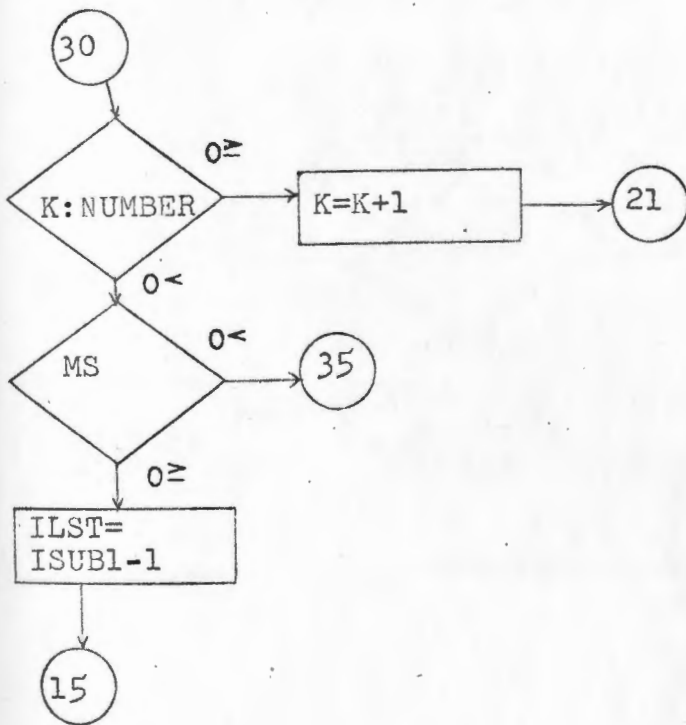 30
0≥
K:NUMBER
K=K+1
21
0<
0<
MS
35
0≥
ILST=
ISUB1-1
15